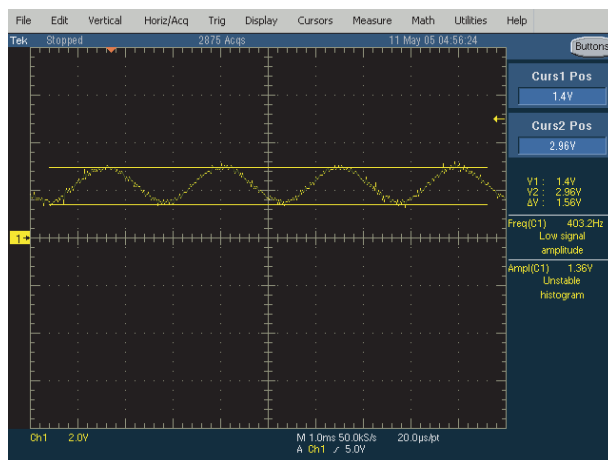 File Edit Vertical Horiz/Acq Trig Display Cursors Measure Math Utilities Help
Tek Stopped 2875 Acqs 11 May 05 04:56:24
Buttons
Curs1 Pos
1.4V
Curs2 Pos
2.96V
V1 : 1.4V
V2 : 2.96V
ΔV : 1.56V
Freq(C1) 403.2Hz
Low signal
amplitude
1
Ampl(C1) 1.36V
Unstable
histogram
Ch1 2.0V M 1.0ms 50.0kS/s 20.0µs/pt
A Ch1 ∕ 5.0V